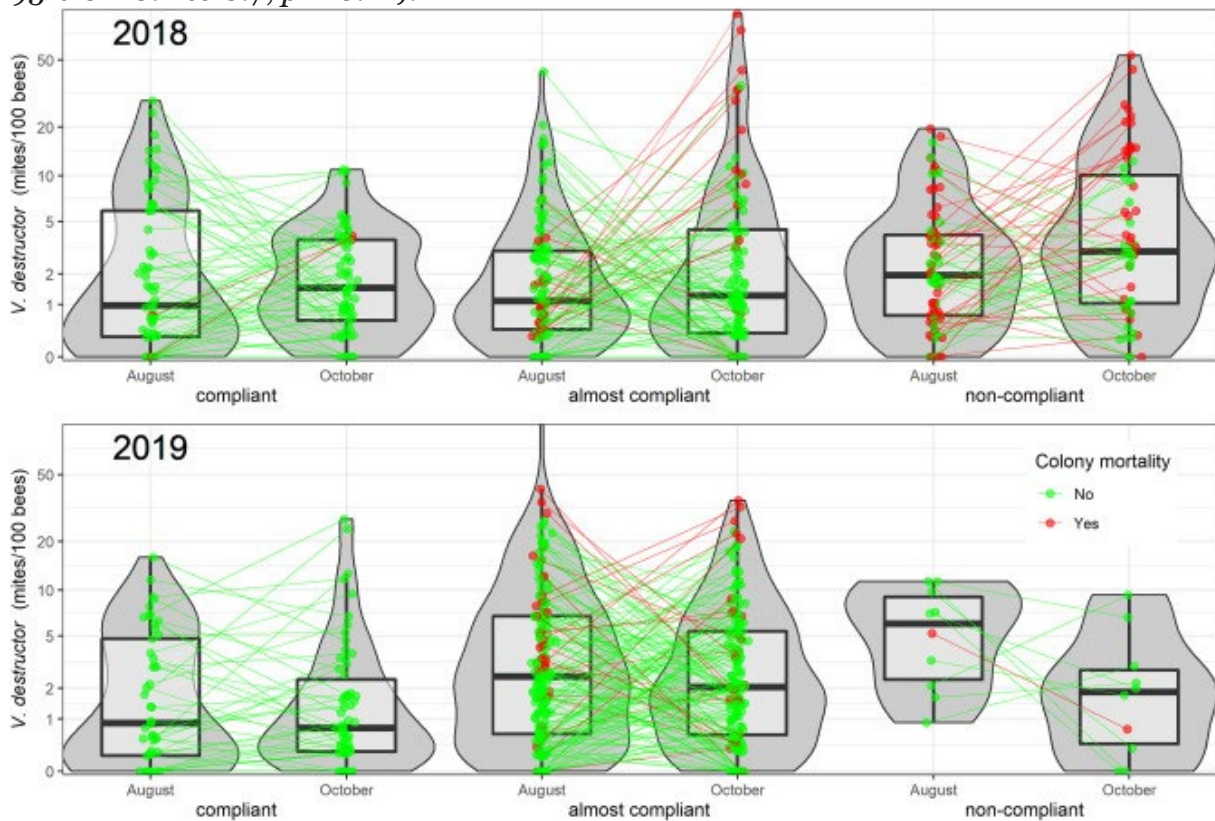 2018
V. destructor (mites/100 bees)
50
20
10
5
2
1
0
August
October
August
October
August
October
compliant
almost compliant
non-compliant
2019
V. destructor (mites/100 bees)
50
20
10
5
2
1
0
Colony mortality
No
Yes
August
October
August
October
August
October
compliant
almost compliant
non-compliant